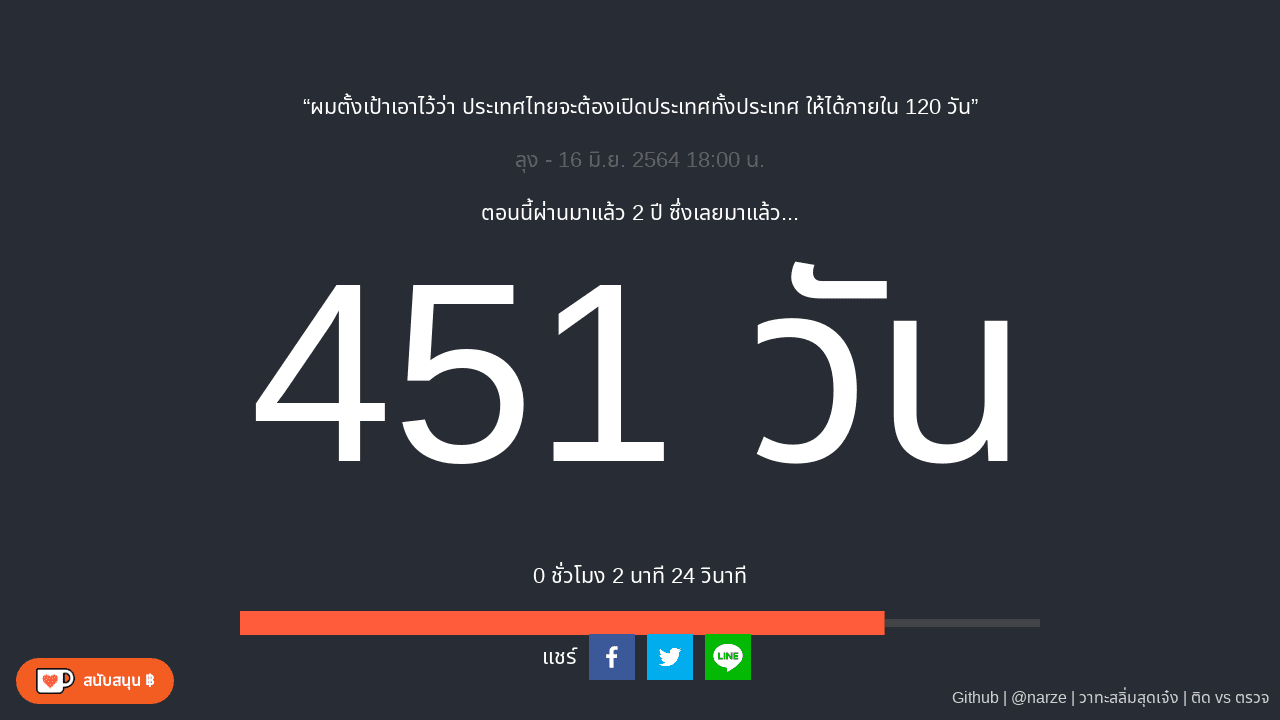 “ผมตั้งเป้าเอาไว้ว่า ประเทศไทยจะต้องเปิดประเทศทั้งประเทศ ให้ได้ภายใน 120 วัน”
ลุง - 16 มิ.ย. 2564 18:00 น.
ตอนนี้ผ่านมาแล้ว 2 ปี ซึ่งเลยมาแล้ว...
451 วัน
0 ชั่วโมง 2 นาที 24 วินาที
แชร์
LINE
สนับสนุน ฿
Github | @narze | วาทะสลิ่มสุดเจ๋ง | ติด vs ตรวจ